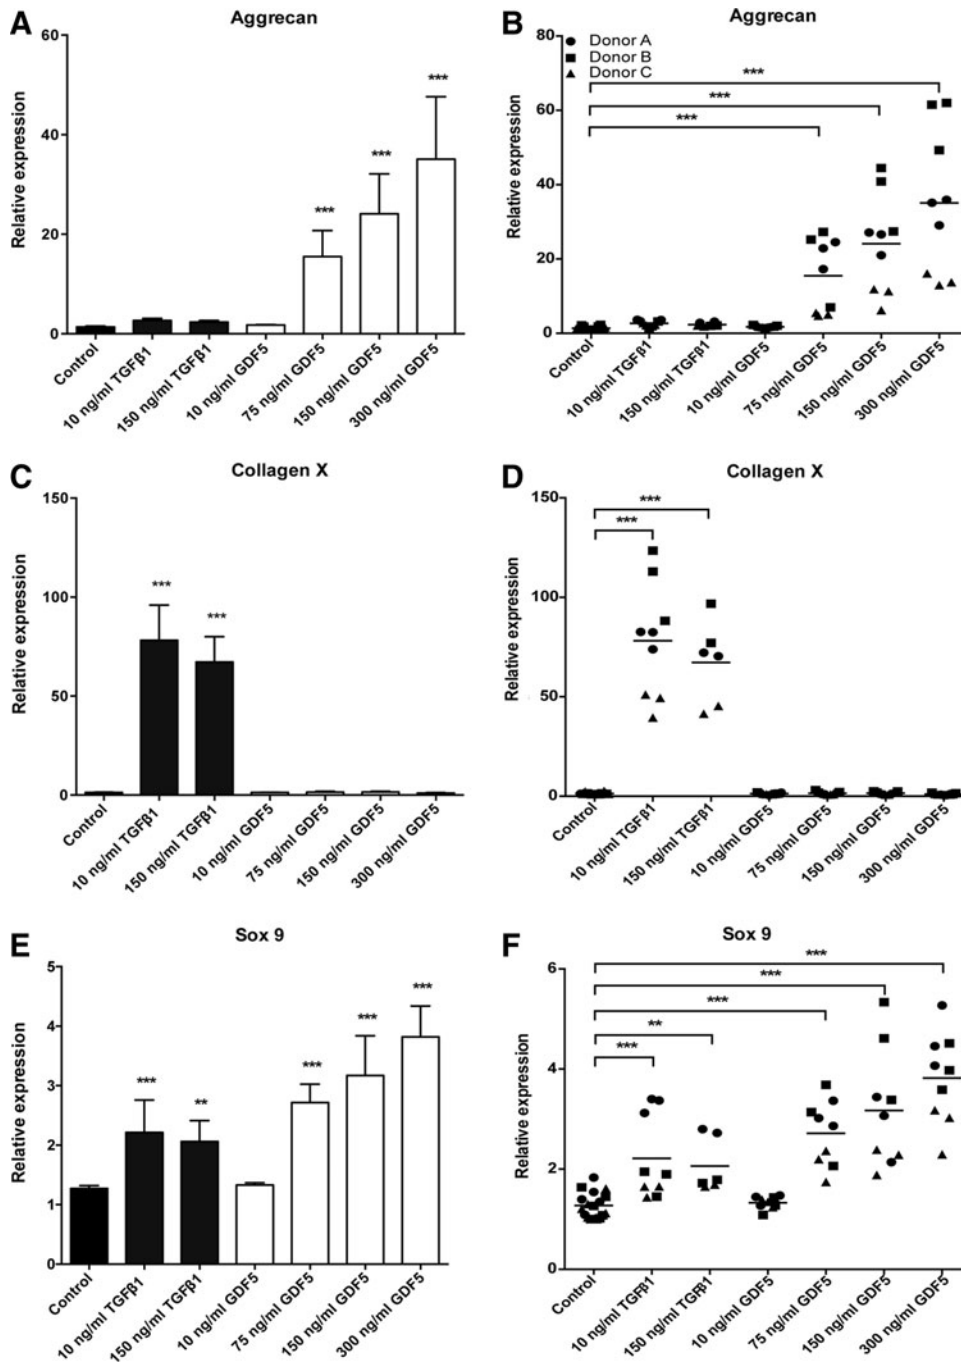 A
Aggrecan
Relative expression
60
40
20
0
***
***
***
Control
10 ng/ml TGFβ1
150 ng/ml TGFβ1
10 ng/ml GDF5
75 ng/ml GDF5
150 ng/ml GDF5
300 ng/ml GDF5
B
Aggrecan
Donor A
Donor B
Donor C
Relative expression
80
60
40
20
0
***
***
***
Control
10 ng/ml TGFβ1
150 ng/ml TGFβ1
10 ng/ml GDF5
75 ng/ml GDF5
150 ng/ml GDF5
300 ng/ml GDF5
C
Collagen X
Relative expression
150
100
50
0
***
***
Control
10 ng/ml TGFβ1
150 ng/ml TGFβ1
10 ng/ml GDF5
75 ng/ml GDF5
150 ng/ml GDF5
300 ng/ml GDF5
D
Collagen X
Relative expression
150
100
50
0
***
***
Control
10 ng/ml TGFβ1
150 ng/ml TGFβ1
10 ng/ml GDF5
75 ng/ml GDF5
150 ng/ml GDF5
300 ng/ml GDF5
E
Sox 9
Relative expression
5
4
3
2
1
0
***
**
***
***
***
Control
10 ng/ml TGFβ1
150 ng/ml TGFβ1
10 ng/ml GDF5
75 ng/ml GDF5
150 ng/ml GDF5
300 ng/ml GDF5
F
Sox 9
Relative expression
6
4
2
0
***
***
***
**
***
Control
10 ng/ml TGFβ1
150 ng/ml TGFβ1
10 ng/ml GDF5
75 ng/ml GDF5
150 ng/ml GDF5
300 ng/ml GDF5